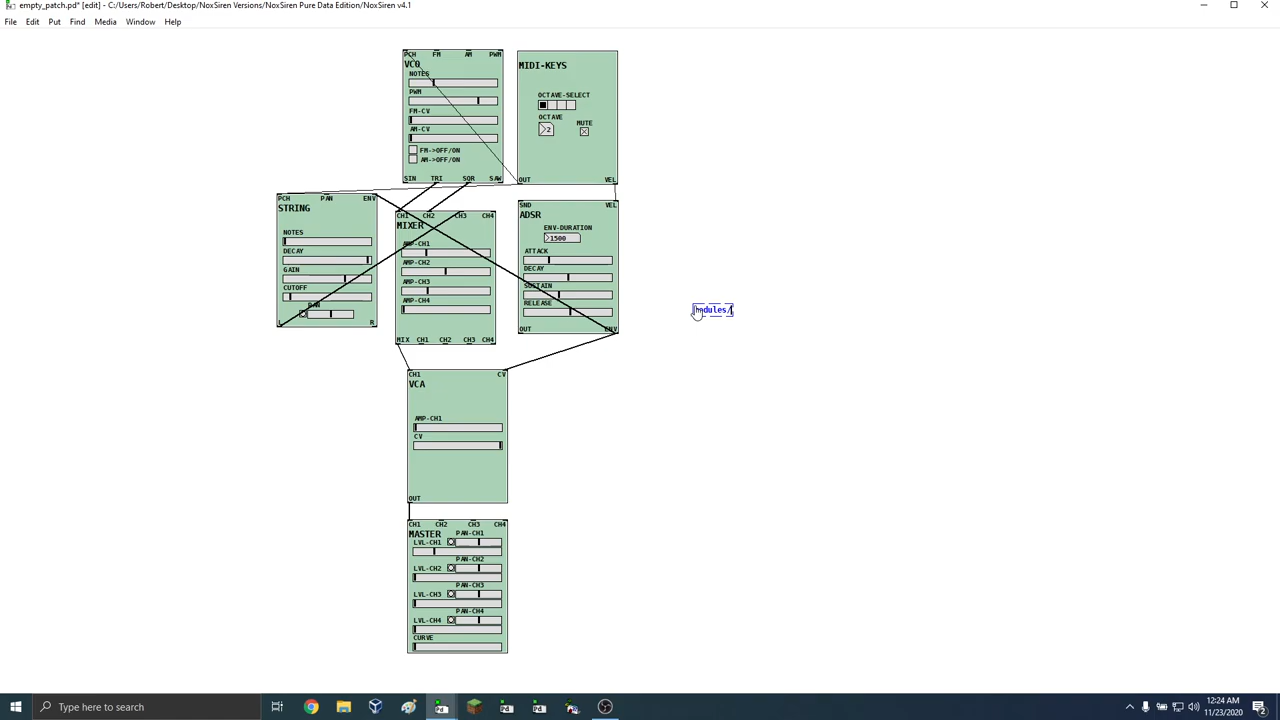 empty_patch.pd* [edit] - C:/Users/Robert/Desktop/NoxSiren Versions/NoxSiren Pure Data Edition/NoxSiren v4.1
File Edit Put Find Media Window Help
PCH FM AM PWM
VCO
NOTES
PWM
FM-CV
AM-CV
FM->OFF/ON
AM->OFF/ON
SIN TRI SQR SAW
MIDI-KEYS
OCTAVE-SELECT
OCTAVE
2
MUTE
OUT VEL
PCH PAN ENV
STRING
NOTES
DECAY
GAIN
CUTOFF
PAN
L R
CH1 CH2 CH3 CH4
MIXER
AMP-CH1
AMP-CH2
AMP-CH3
AMP-CH4
MIX CH1 CH2 CH3 CH4
SND VEL
ADSR
ENV-DURATION
1500
ATTACK
DECAY
SUSTAIN
RELEASE
OUT ENV
modules/
CH1 CV
VCA
AMP-CH1
CV
OUT
CH1 CH2 CH3 CH4
MASTER
PAN-CH1
LVL-CH1
PAN-CH2
LVL-CH2
PAN-CH3
LVL-CH3
PAN-CH4
LVL-CH4
CURVE
Type here to search
Pd
Pd
Pd
12:24 AM
11/23/2020